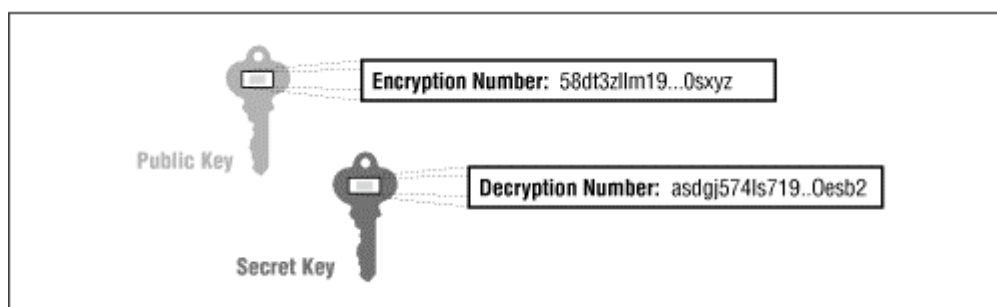 Encryption Number: 58dt3zllm19...0sxyz
Public Key
Decryption Number: asdgj574ls719..0esb2
Secret Key